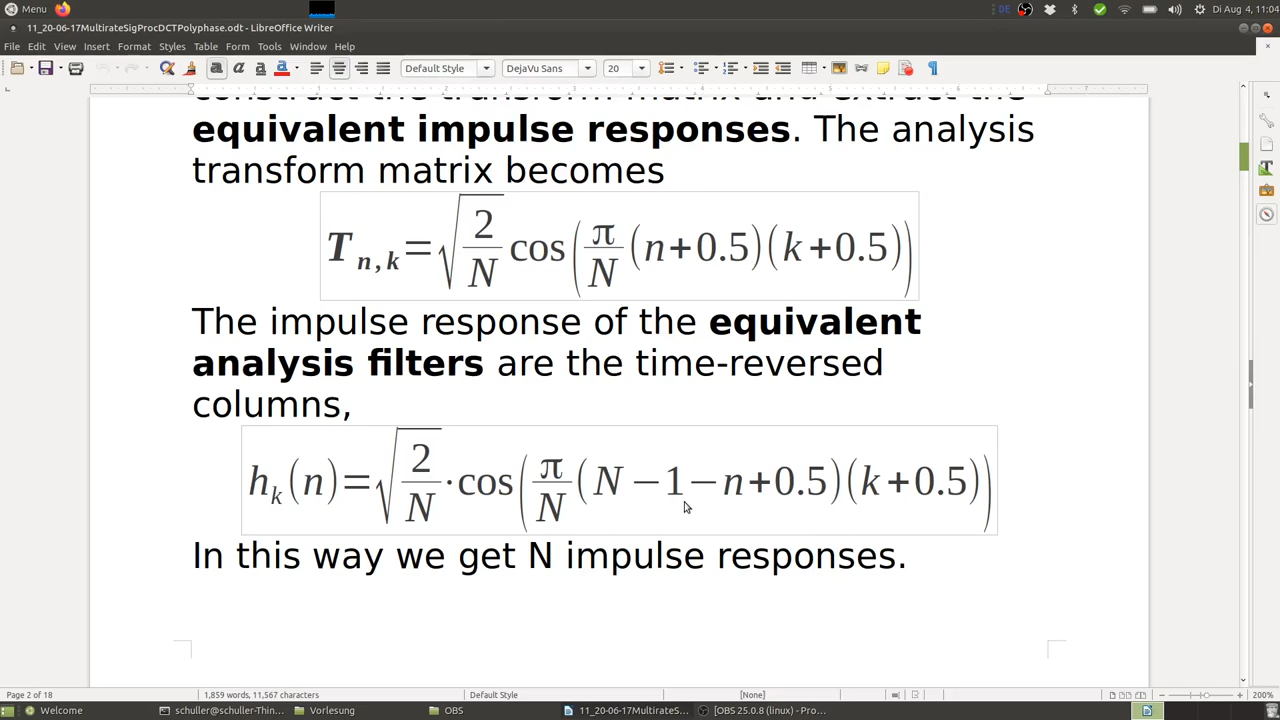 Menu
DE
Di Aug 4, 11:04
11_20-06-17MultirateSigProcDCTPolyphase.odt - LibreOffice Writer
File Edit View Insert Format Styles Table Form Tools Window Help
Default Style DejaVu Sans 20
equivalent impulse responses. The analysis
transform matrix becomes
T_{n,k}=√(2/N) cos(π/N (n+0.5)(k+0.5))
The impulse response of the equivalent
analysis filters are the time-reversed
columns,
h_k(n)=√(2/N)·cos(π/N (N−1−n+0.5)(k+0.5))
In this way we get N impulse responses.
Page 2 of 18 1,859 words, 11,567 characters Default Style [None] 200%
Welcome schuller@schuller-Thin... Vorlesung OBS 11_20-06-17MultirateS... [OBS 25.0.8 (linux) - Pro...